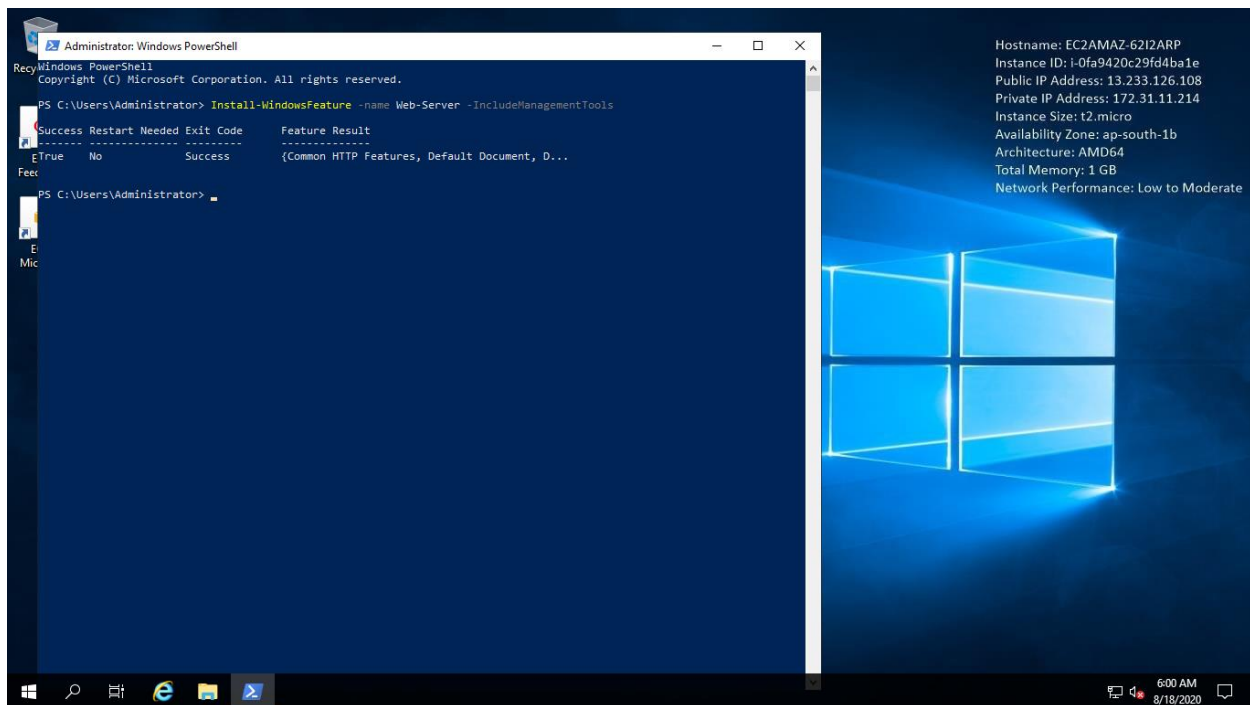 Administrator: Windows PowerShell
Windows PowerShell
Copyright (C) Microsoft Corporation. All rights reserved.
PS C:\Users\Administrator> Install-WindowsFeature -name Web-Server -IncludeManagementTools
Success Restart Needed Exit Code Feature Result
------- -------------- --------- --------------
True No Success {Common HTTP Features, Default Document, D...
PS C:\Users\Administrator>
Recy
E
Feed
E
Mic
Hostname: EC2AMAZ-62I2ARP
Instance ID: i-0fa9420c29fd4ba1e
Public IP Address: 13.233.126.108
Private IP Address: 172.31.11.214
Instance Size: t2.micro
Availability Zone: ap-south-1b
Architecture: AMD64
Total Memory: 1 GB
Network Performance: Low to Moderate
6:00 AM
8/18/2020